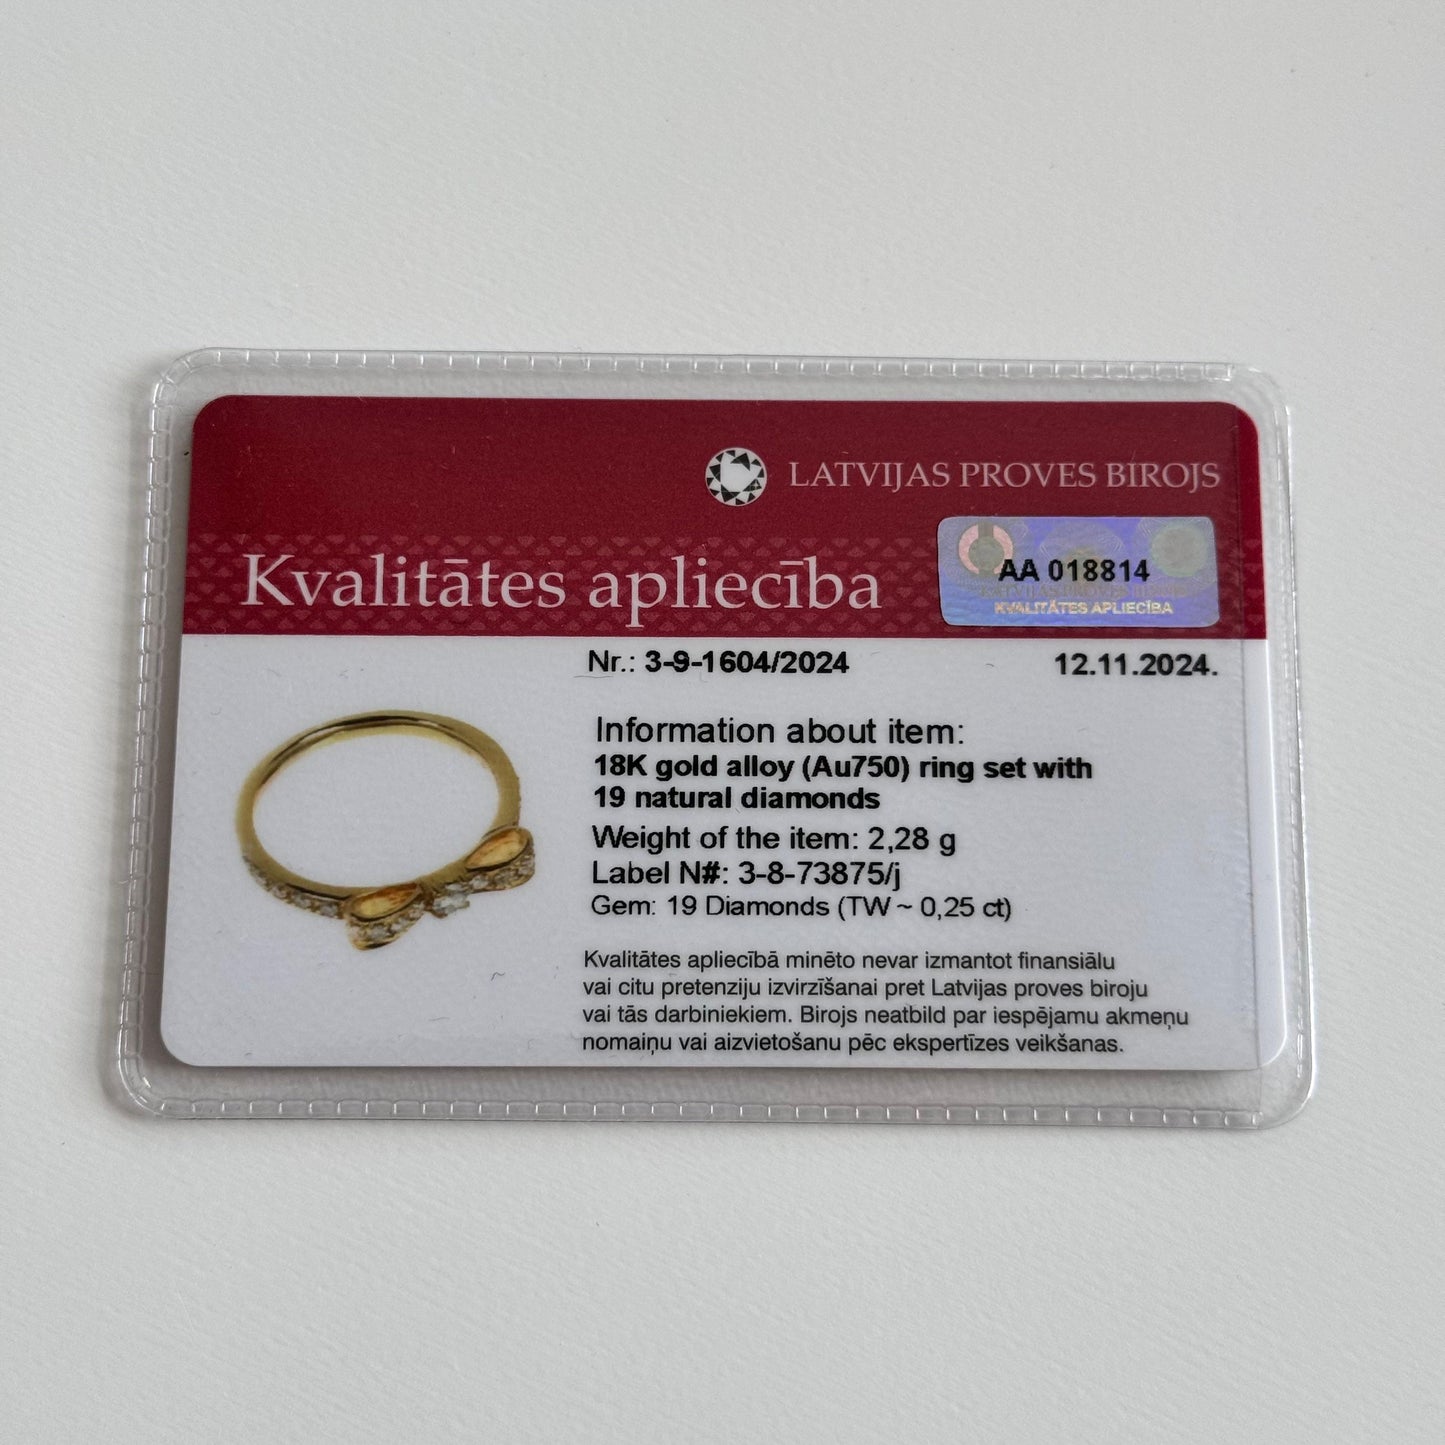 LATVIJAS PROVES BIROJS
Kvalitātes apliecība
AA 018814
KVALITĀTES APLIECĪBA
Nr.: 3-9-1604/2024
12.11.2024.
Information about item:
18K gold alloy (Au750) ring set with
19 natural diamonds
Weight of the item: 2,28 g
Label N#: 3-8-73875/j
Gem: 19 Diamonds (TW ~ 0,25 ct)
Kvalitātes apliecībā minēto nevar izmantot finansiālu
vai citu pretenziju izvirzīšanai pret Latvijas proves biroju
vai tās darbiniekiem. Birojs neatbild par iespējamu akmeņu
nomaiņu vai aizvietošanu pēc ekspertīzes veikšanas.